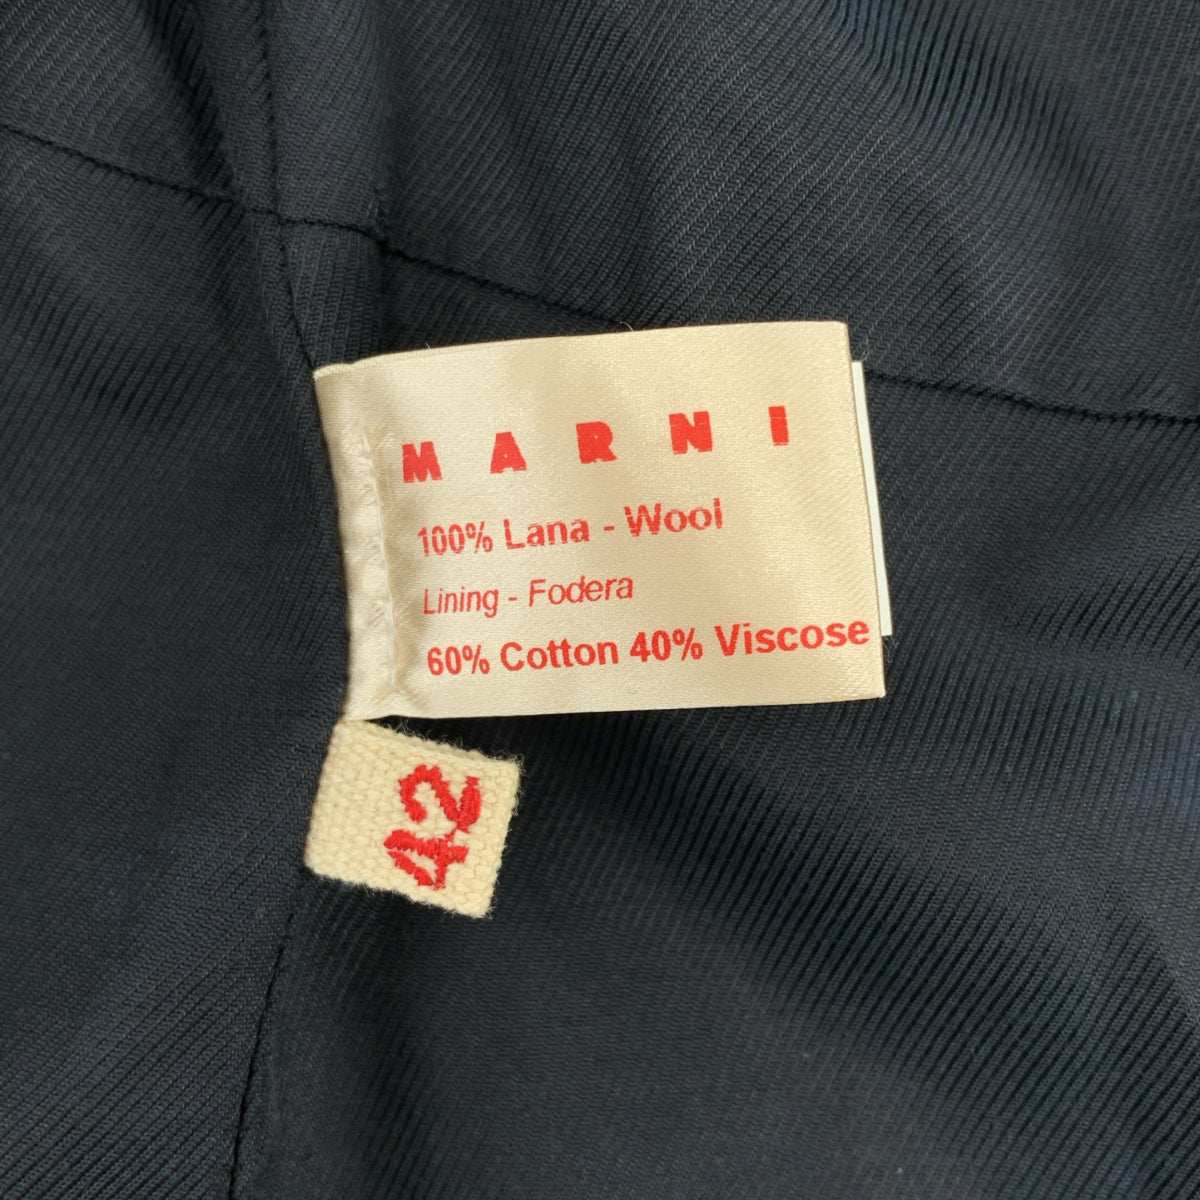 MARNI
100% Lana - Wool
Lining - Fodera
60% Cotton 40% Viscose
42